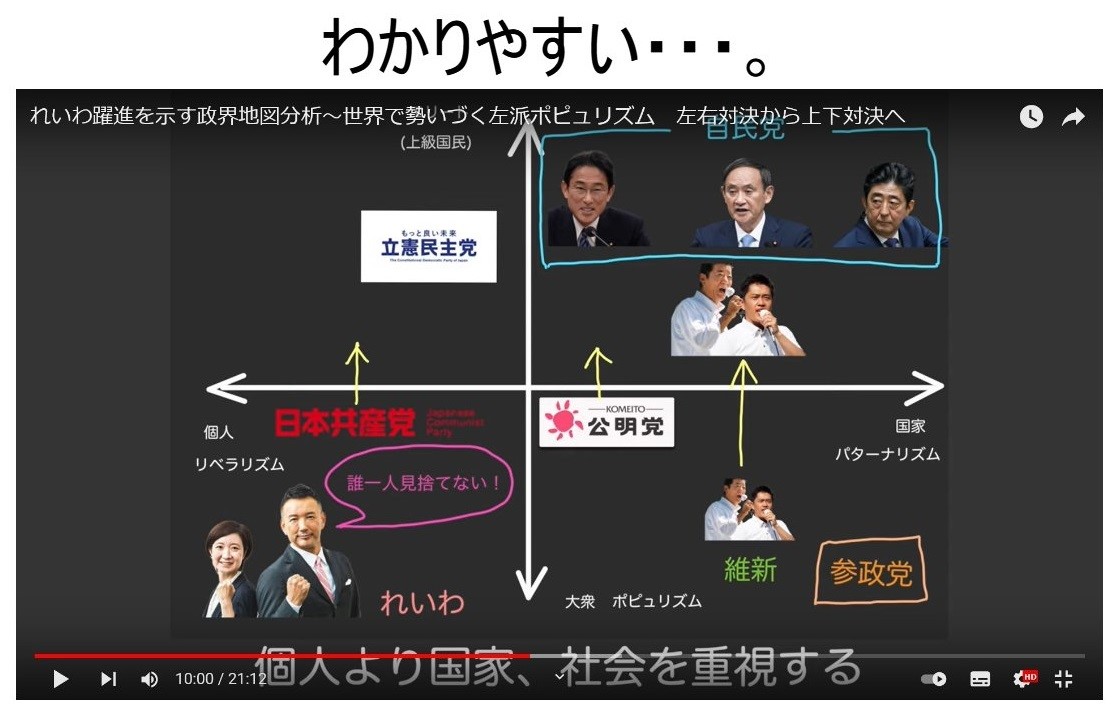 わかりやすい・・・。
れいわ躍進を示す政界地図分析～世界で勢いづく左派ポピュリズム　左右対決から上下対決へ
(上級国民)
自民党
もっと良い未来
立憲民主党
The Constitutional Democratic Party of Japan
日本共産党
Japanese
Communist
Party
KOMEITO
公明党
個人
リベラリズム
国家
パターナリズム
誰一人見捨てない！
れいわ
維新
参政党
大衆　ポピュリズム
個人より国家、社会を重視する
10:00 / 21:12
HD